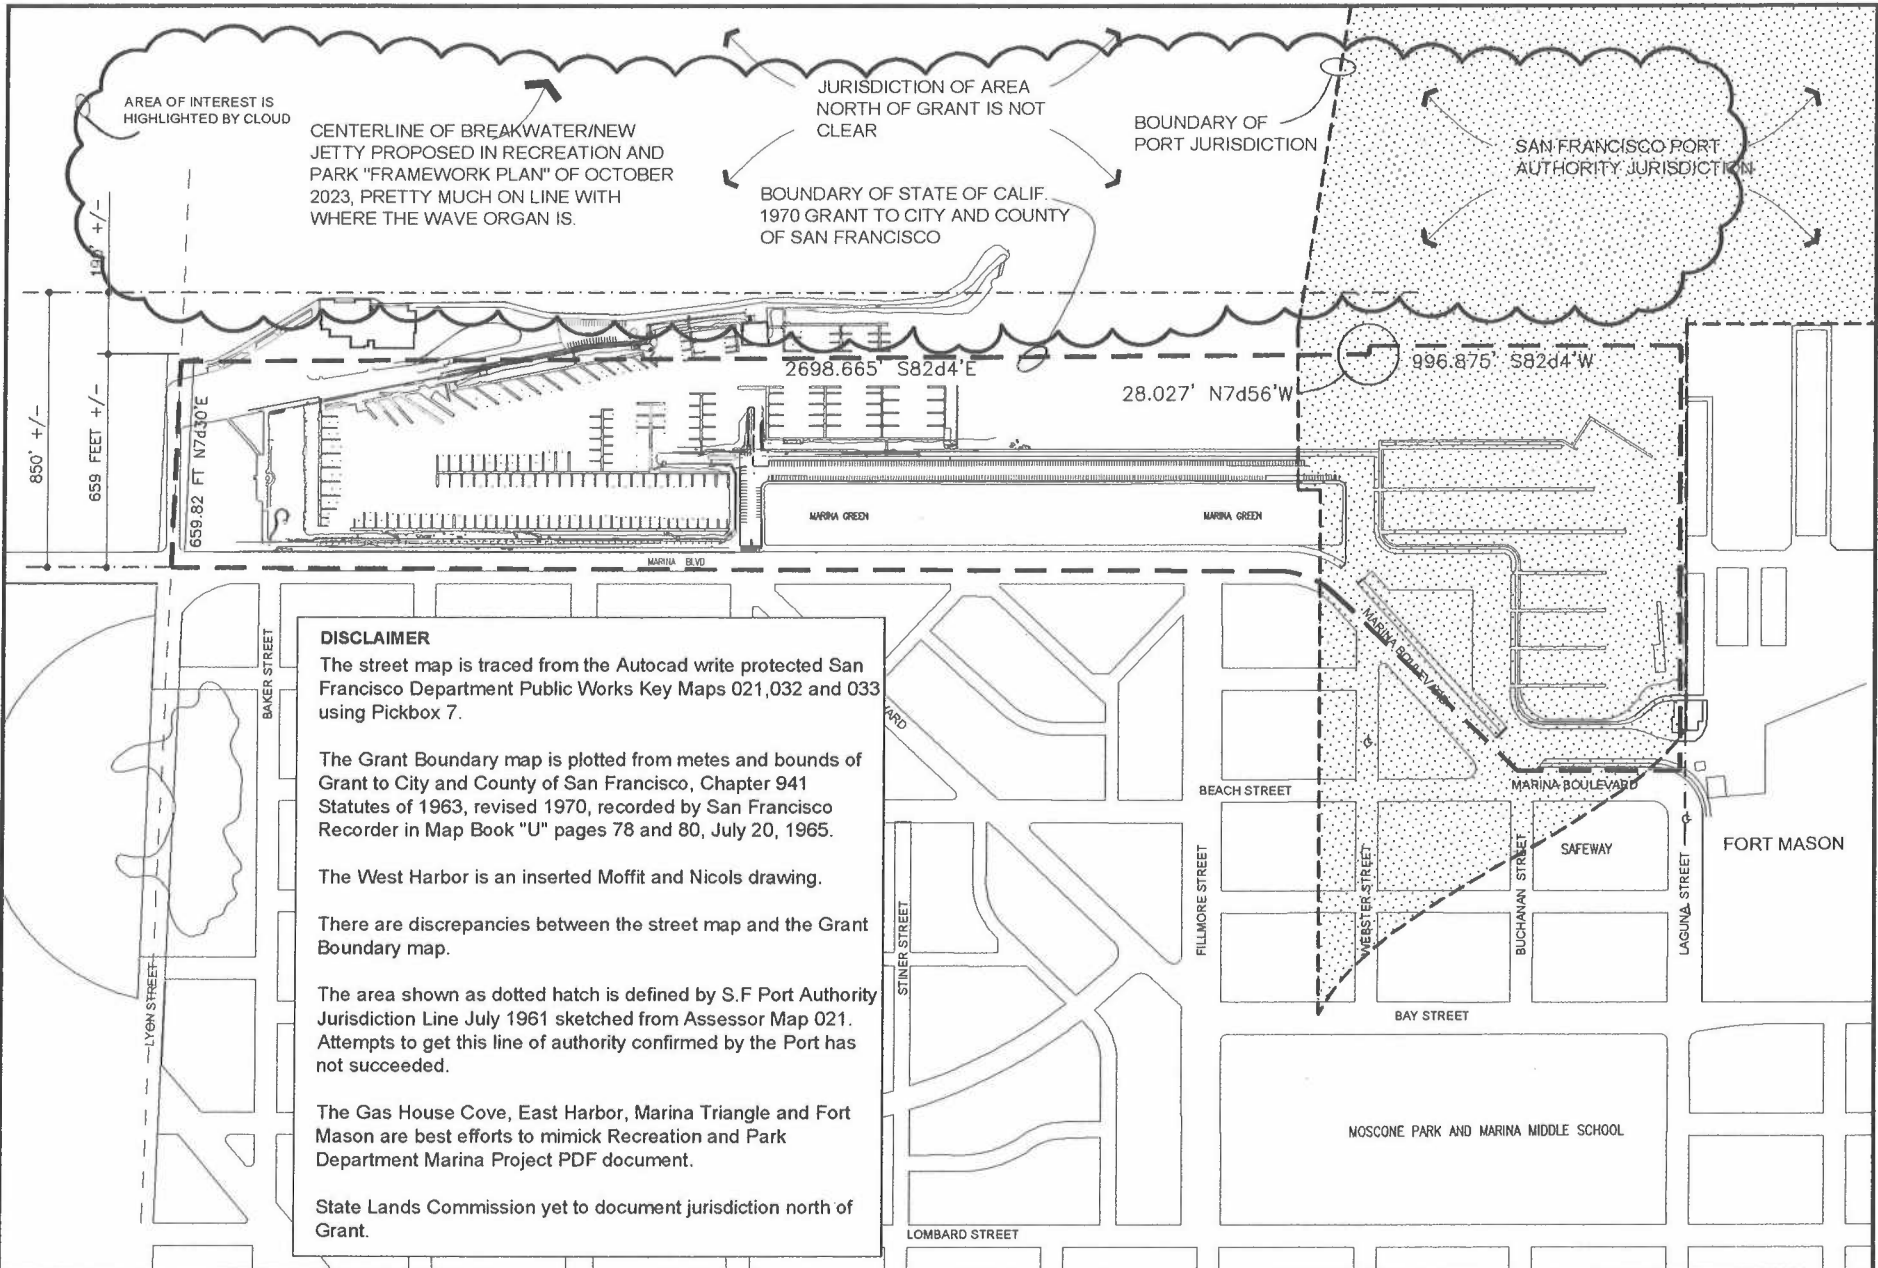 AREA OF INTEREST IS
HIGHLIGHTED BY CLOUD
CENTERLINE OF BREAKWATER/NEW
JETTY PROPOSED IN RECREATION AND
PARK "FRAMEWORK PLAN" OF OCTOBER
2023, PRETTY MUCH ON LINE WITH
WHERE THE WAVE ORGAN IS.
JURISDICTION OF AREA
NORTH OF GRANT IS NOT
CLEAR
BOUNDARY OF STATE OF CALIF
1970 GRANT TO CITY AND COUNTY
OF SAN FRANCISCO
BOUNDARY OF
PORT JURISDICTION
SAN FRANCISCO PORT
AUTHORITY JURISDICTION
+/-
850' +/-
659 FEET +/-
659.82 FT N7d30'E
2698.665' S82d4'E
28.027' N7d56'W
996.875' S82d4'W
MARINA GREEN
MARINA GREEN
MARINA BLVD
MARINA BOULEVARD
MARINA BOULEVARD
BAKER STREET
LYON STREET
DISCLAIMER
The street map is traced from the Autocad write protected San
Francisco Department Public Works Key Maps 021,032 and 033
using Pickbox 7.
The Grant Boundary map is plotted from metes and bounds of
Grant to City and County of San Francisco, Chapter 941
Statutes of 1963, revised 1970, recorded by San Francisco
Recorder in Map Book "U" pages 78 and 80, July 20, 1965.
The West Harbor is an inserted Moffit and Nicols drawing.
There are discrepancies between the street map and the Grant
Boundary map.
The area shown as dotted hatch is defined by S.F Port Authority
Jurisdiction Line July 1961 sketched from Assessor Map 021.
Attempts to get this line of authority confirmed by the Port has
not succeeded.
The Gas House Cove, East Harbor, Marina Triangle and Fort
Mason are best efforts to mimick Recreation and Park
Department Marina Project PDF document.
State Lands Commission yet to document jurisdiction north of
Grant.
STINER STREET
FILLMORE STREET
WEBSTER STREET
BUCHANAN STREET
LAGUNA STREET
BEACH STREET
SAFEWAY
FORT MASON
BAY STREET
MOSCONE PARK AND MARINA MIDDLE SCHOOL
LOMBARD STREET